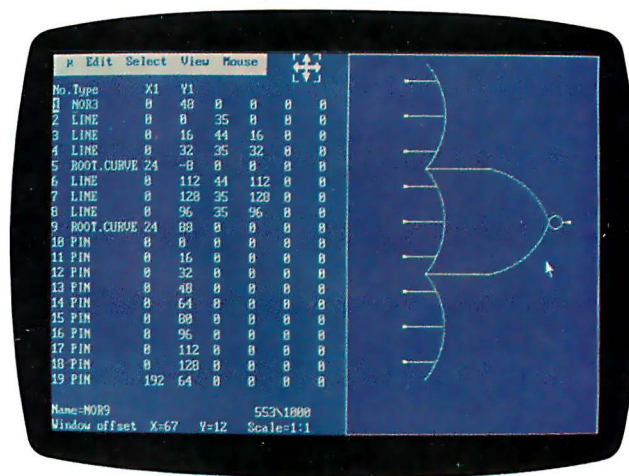 µ Edit Select View Mouse
No. Type X1 Y1
1 NOR3 0 48 0 0 0 0
2 LINE 0 0 35 0 0 0
3 LINE 0 16 44 16 0 0
4 LINE 0 32 35 32 0 0
5 ROOT.CURVE 24 -8 0 0 0 0
6 LINE 0 112 44 112 0 0
7 LINE 0 128 35 128 0 0
8 LINE 0 96 35 96 0 0
9 ROOT.CURVE 24 88 0 0 0 0
10 PIN 0 0 0 0 0 0
11 PIN 0 16 0 0 0 0
12 PIN 0 32 0 0 0 0
13 PIN 0 48 0 0 0 0
14 PIN 0 64 0 0 0 0
15 PIN 0 80 0 0 0 0
16 PIN 0 96 0 0 0 0
17 PIN 0 112 0 0 0 0
18 PIN 0 128 0 0 0 0
19 PIN 192 64 0 0 0 0
Name=NOR9 553\1000
Window offset X=67 Y=12 Scale=1:1